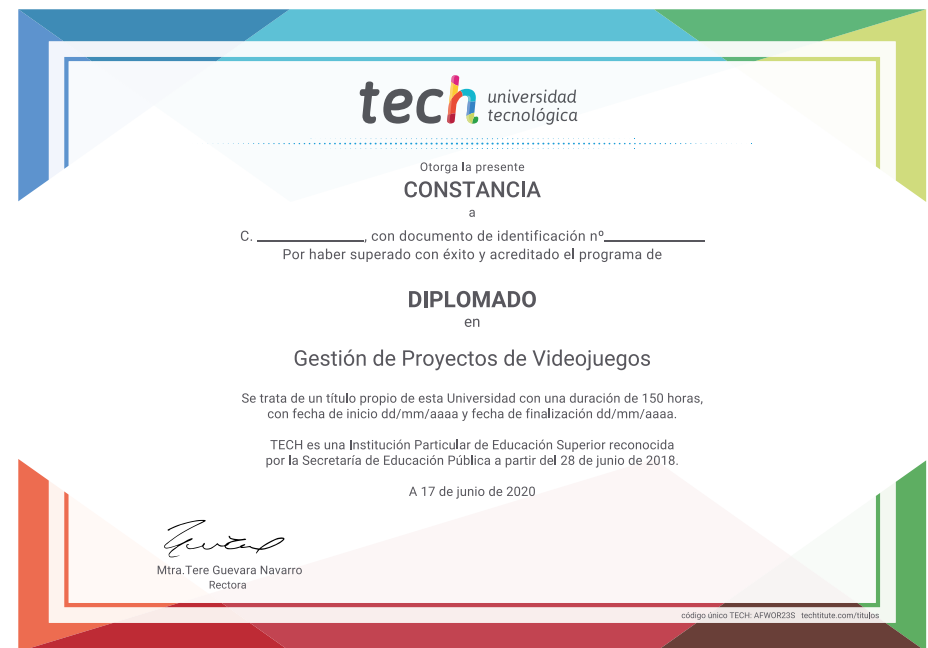 tech universidad
tecnológica
Otorga la presente
CONSTANCIA
a
C. ____________, con documento de identificación nº____________
Por haber superado con éxito y acreditado el programa de
DIPLOMADO
en
Gestión de Proyectos de Videojuegos
Se trata de un título propio de esta Universidad con una duración de 150 horas,
con fecha de inicio dd/mm/aaaa y fecha de finalización dd/mm/aaaa.
TECH es una Institución Particular de Educación Superior reconocida
por la Secretaría de Educación Pública a partir del 28 de junio de 2018.
A 17 de junio de 2020
Mtra.Tere Guevara Navarro
Rectora
código único TECH: AFWOR23S techtitute.com/titulos